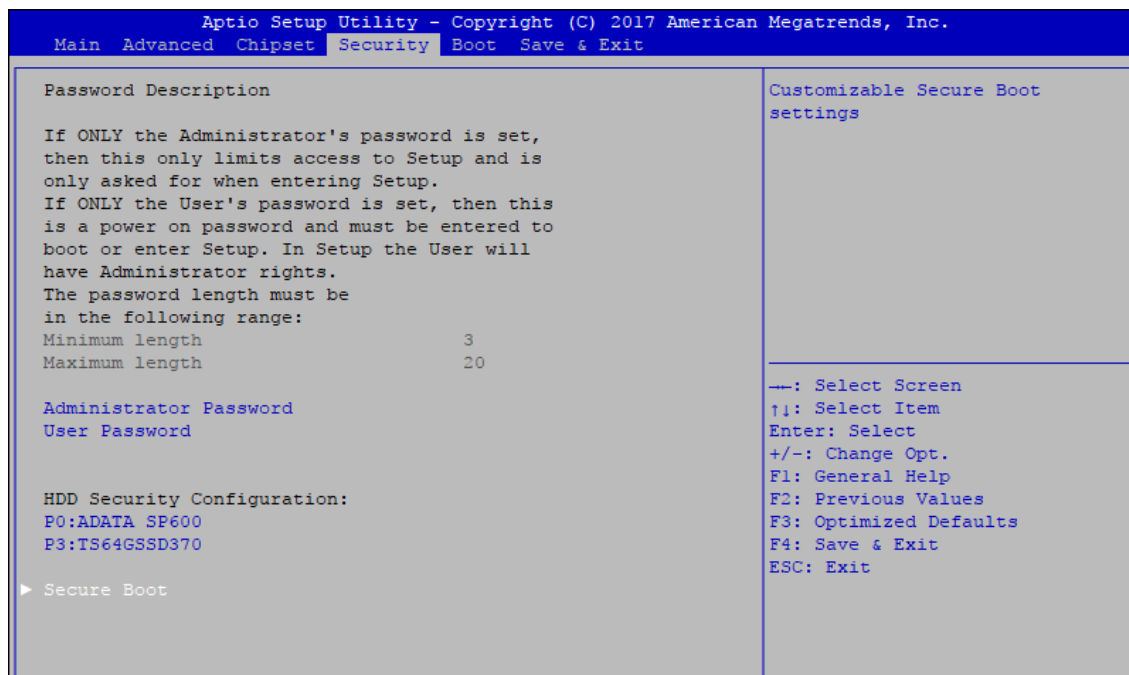 Aptio Setup Utility - Copyright (C) 2017 American Megatrends, Inc.
Main Advanced Chipset Security Boot Save & Exit
Password Description
If ONLY the Administrator's password is set,
then this only limits access to Setup and is
only asked for when entering Setup.
If ONLY the User's password is set, then this
is a power on password and must be entered to
boot or enter Setup. In Setup the User will
have Administrator rights.
The password length must be
in the following range:
Minimum length 3
Maximum length 20
Administrator Password
User Password
HDD Security Configuration:
P0:ADATA SP600
P3:TS64GSSD370
► Secure Boot
Customizable Secure Boot
settings
→←: Select Screen
↑↓: Select Item
Enter: Select
+/-: Change Opt.
F1: General Help
F2: Previous Values
F3: Optimized Defaults
F4: Save & Exit
ESC: Exit